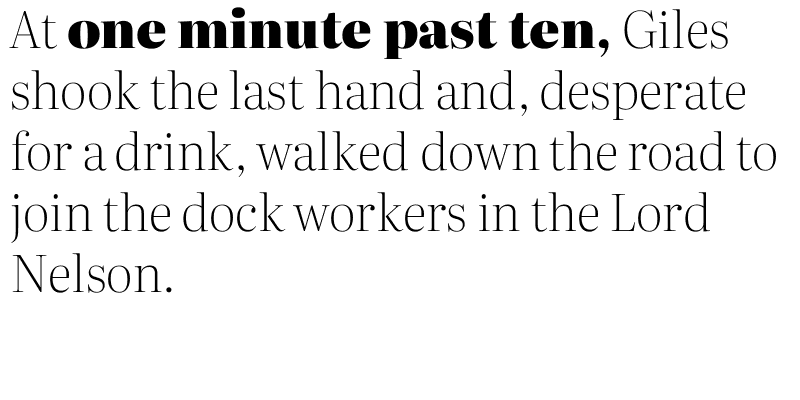 At one minute past ten, Giles
shook the last hand and, desperate
for a drink, walked down the road to
join the dock workers in the Lord
Nelson.